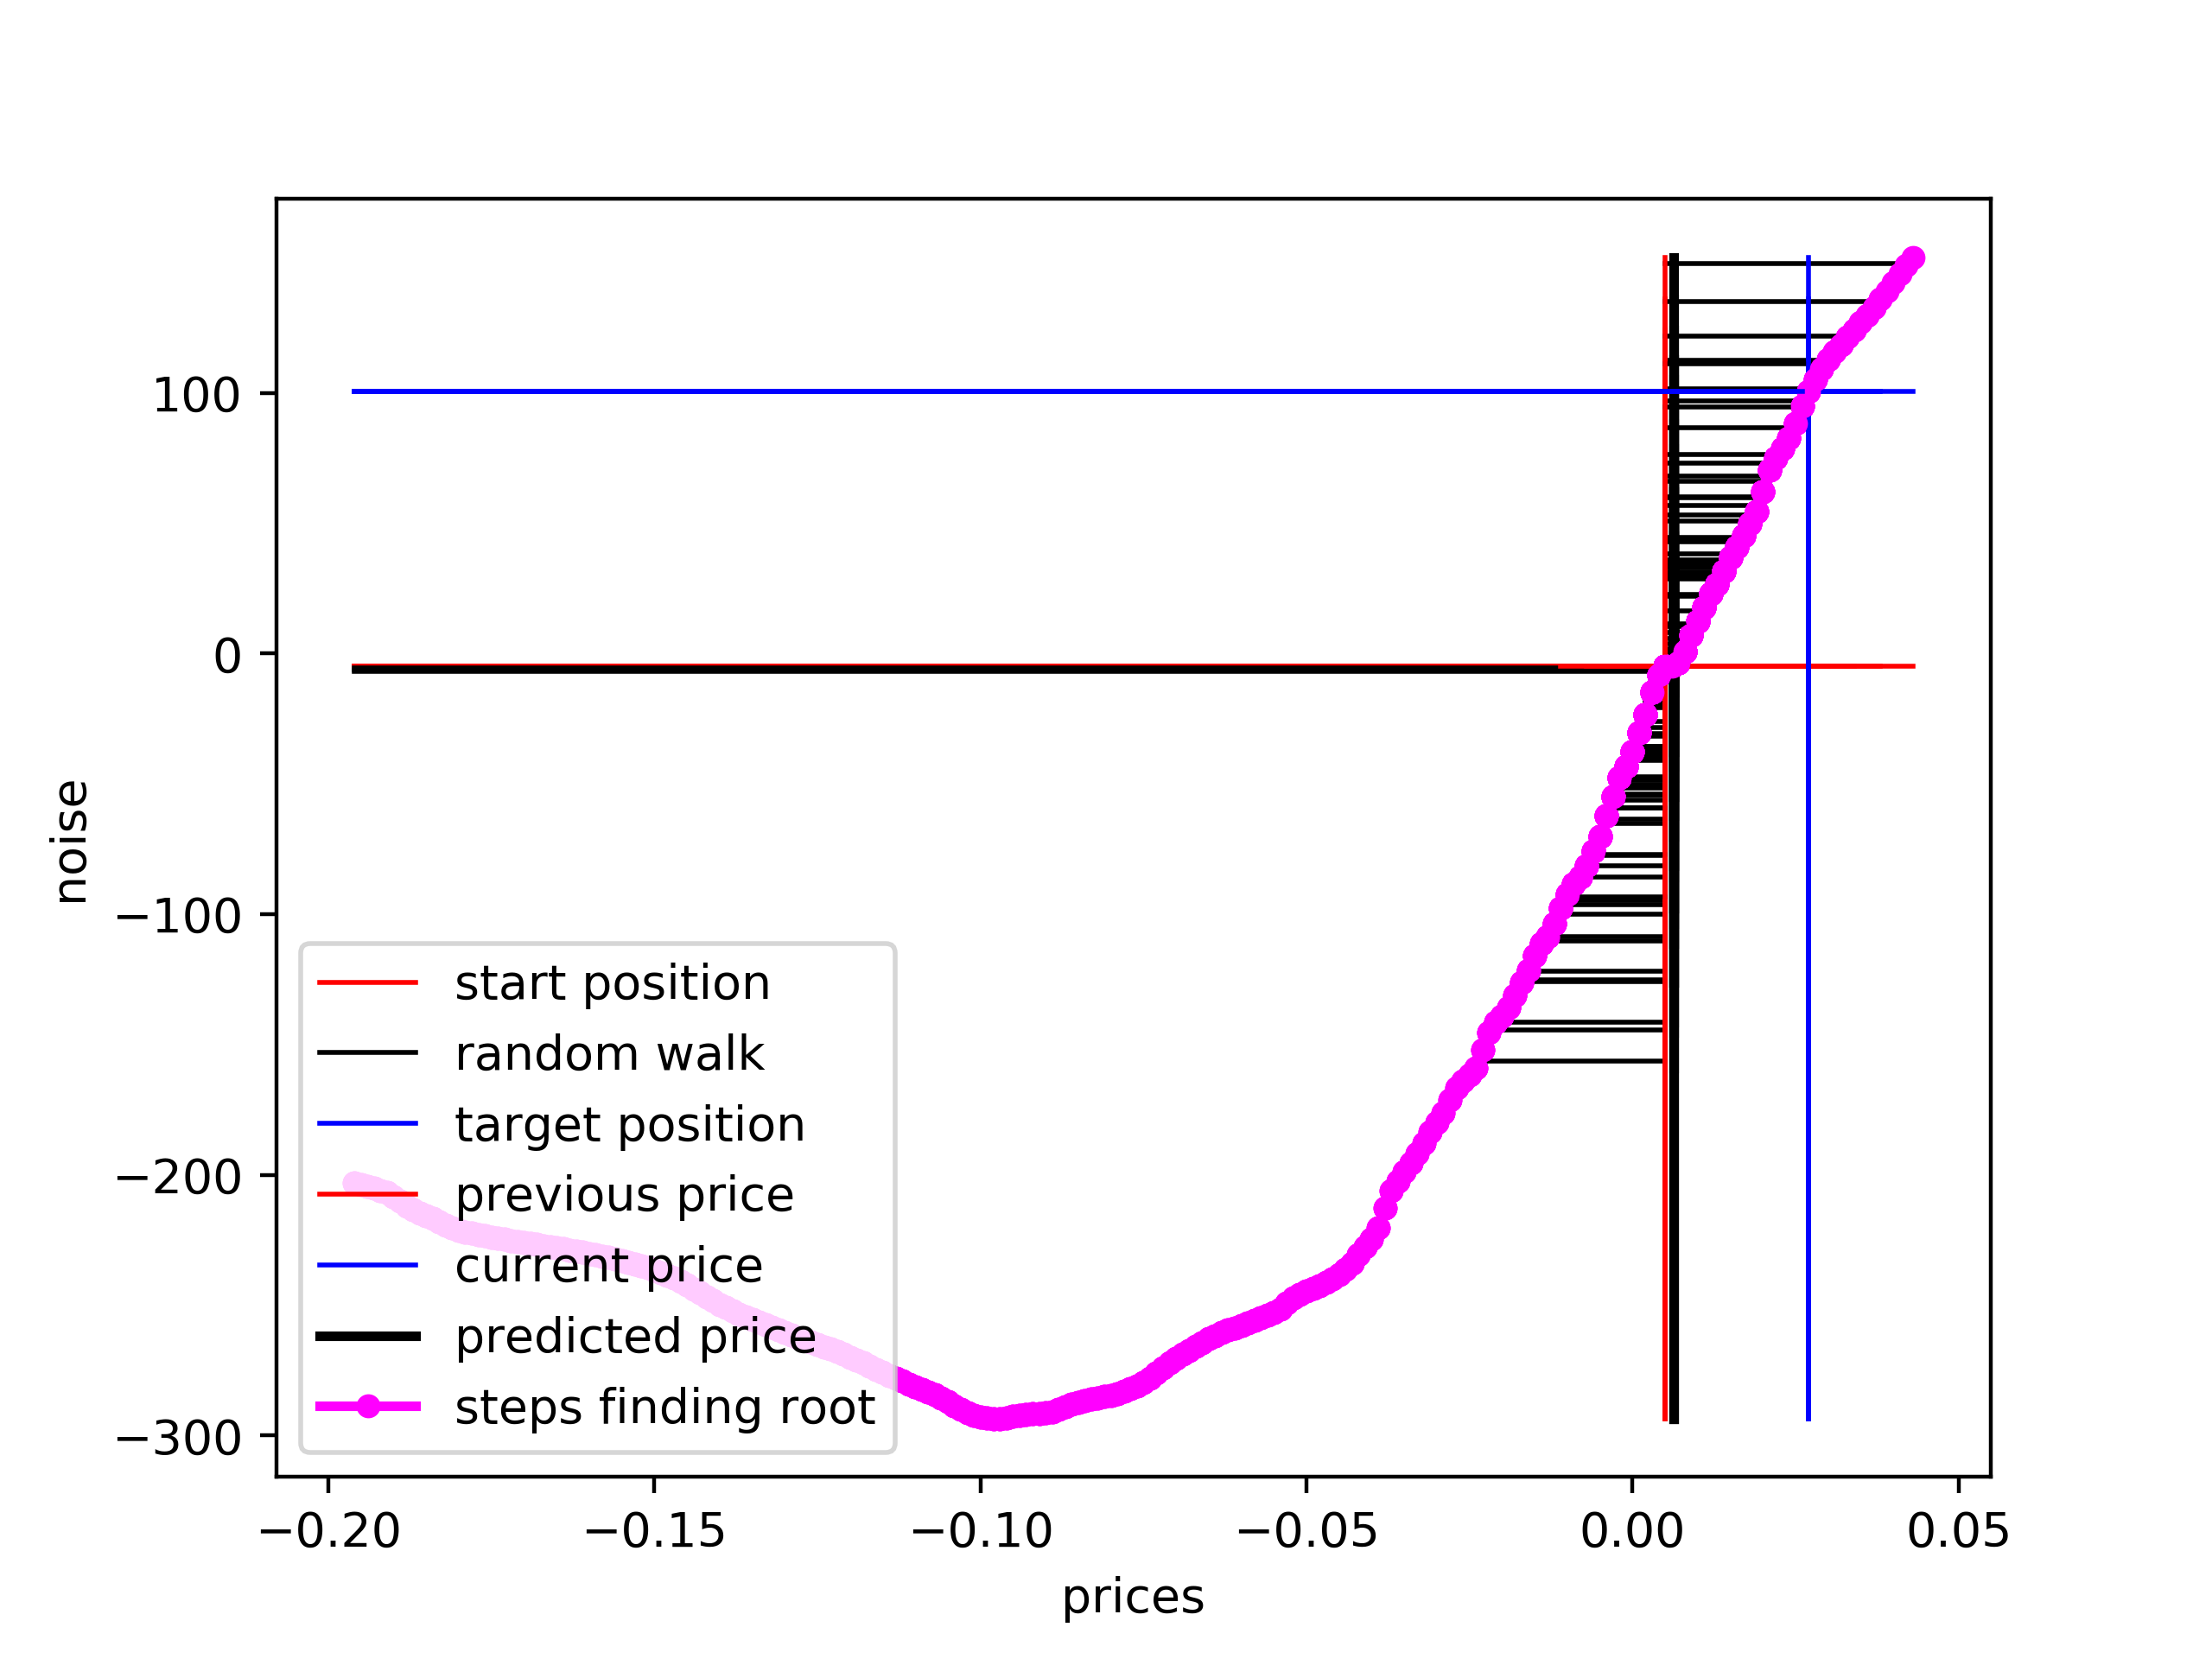 100
0
−100
−200
−300
noise
start position
random walk
target position
previous price
current price
predicted price
steps finding root
−0.20 −0.15 −0.10 −0.05 0.00 0.05
prices